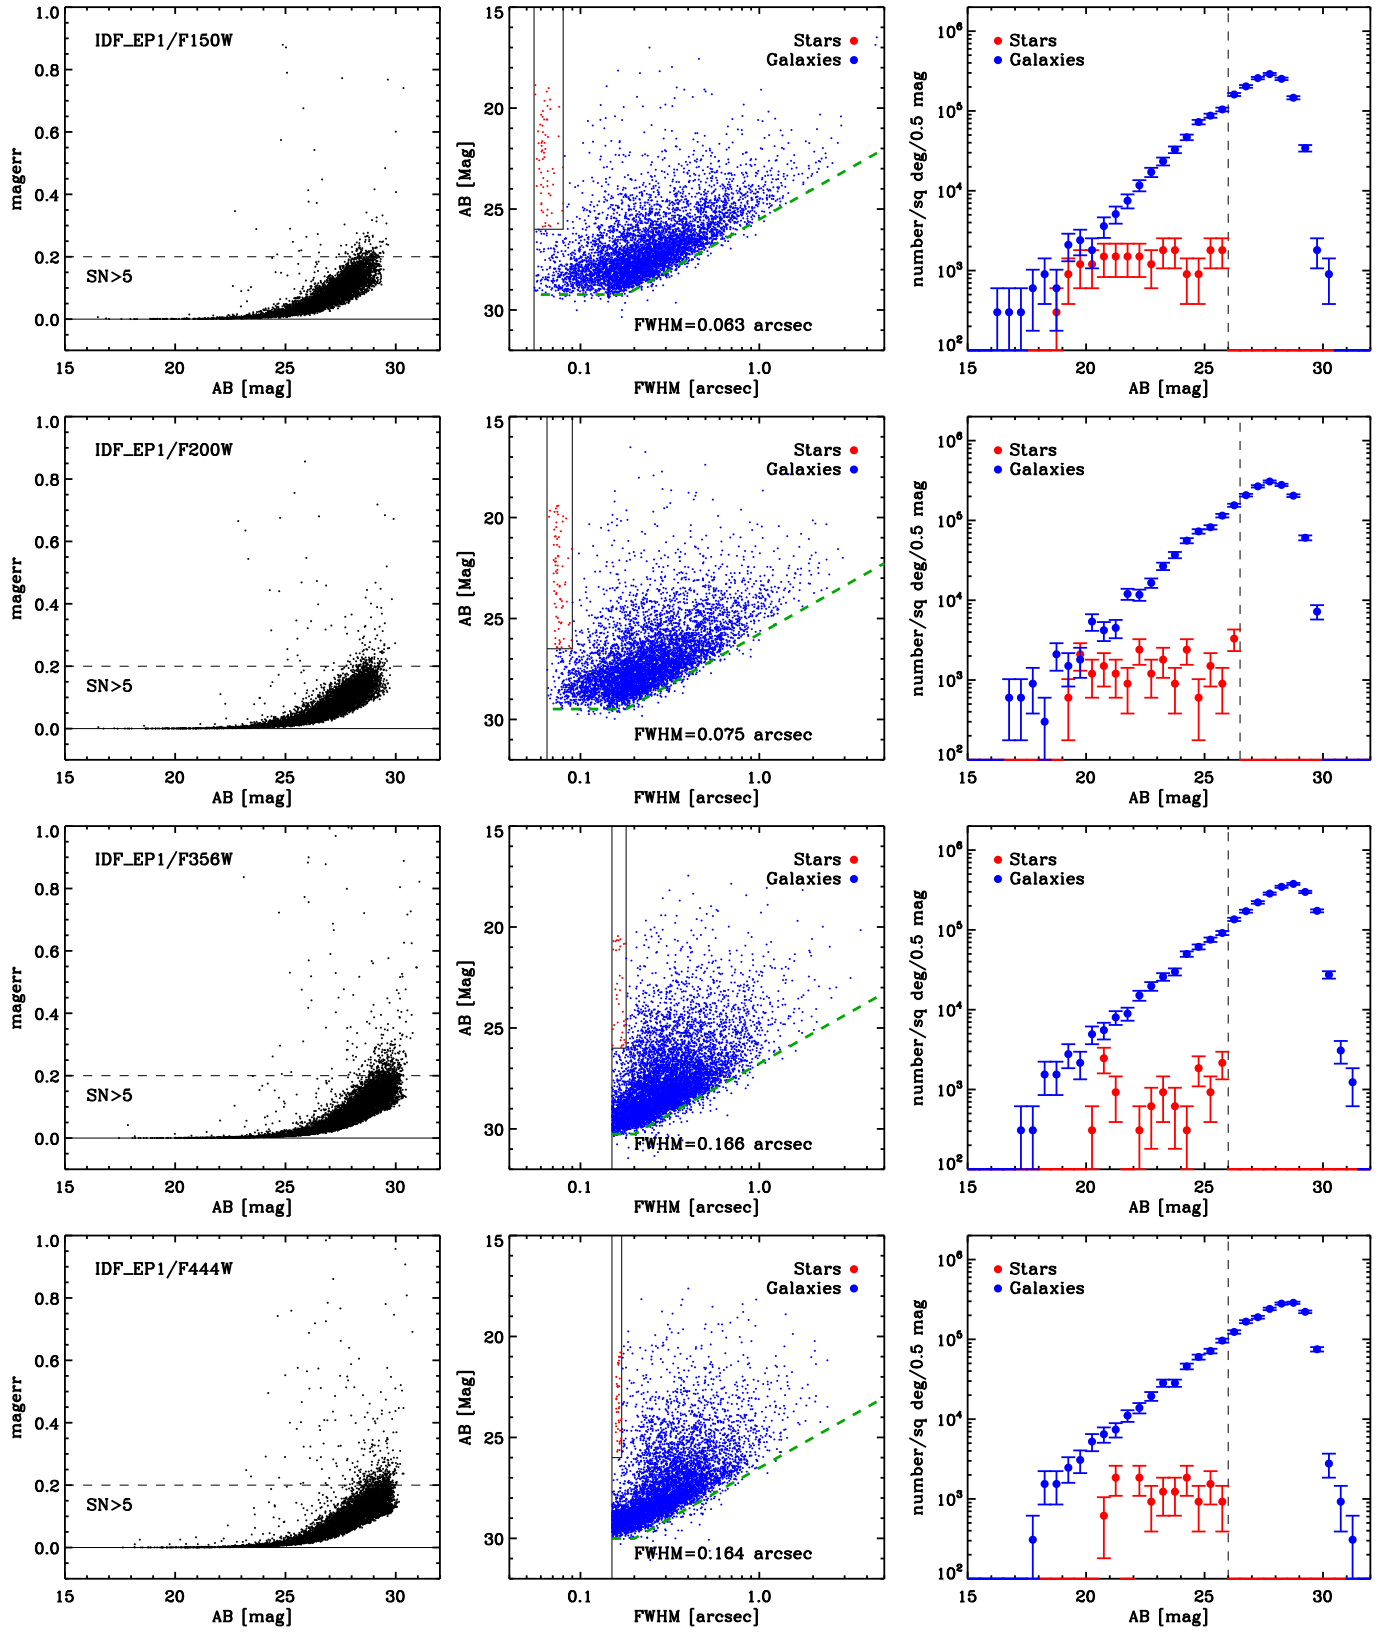 IDF_EP1/F150W
SN>5
magerr
1.0
0.8
0.6
0.4
0.2
0.0
15 20 25 30
AB [mag]
Stars
Galaxies
AB [Mag]
15
20
25
30
FWHM=0.063 arcsec
0.1 1.0
FWHM [arcsec]
Stars
Galaxies
number/sq deg/0.5 mag
10^6
10^5
10^4
10^3
10^2
15 20 25 30
AB [mag]
IDF_EP1/F200W
SN>5
magerr
1.0
0.8
0.6
0.4
0.2
0.0
15 20 25 30
AB [mag]
Stars
Galaxies
AB [Mag]
15
20
25
30
FWHM=0.075 arcsec
0.1 1.0
FWHM [arcsec]
Stars
Galaxies
number/sq deg/0.5 mag
10^6
10^5
10^4
10^3
10^2
15 20 25 30
AB [mag]
IDF_EP1/F356W
SN>5
magerr
1.0
0.8
0.6
0.4
0.2
0.0
15 20 25 30
AB [mag]
Stars
Galaxies
AB [Mag]
15
20
25
30
FWHM=0.166 arcsec
0.1 1.0
FWHM [arcsec]
Stars
Galaxies
number/sq deg/0.5 mag
10^6
10^5
10^4
10^3
10^2
15 20 25 30
AB [mag]
IDF_EP1/F444W
SN>5
magerr
1.0
0.8
0.6
0.4
0.2
0.0
15 20 25 30
AB [mag]
Stars
Galaxies
AB [Mag]
15
20
25
30
FWHM=0.164 arcsec
0.1 1.0
FWHM [arcsec]
Stars
Galaxies
number/sq deg/0.5 mag
10^6
10^5
10^4
10^3
10^2
15 20 25 30
AB [mag]